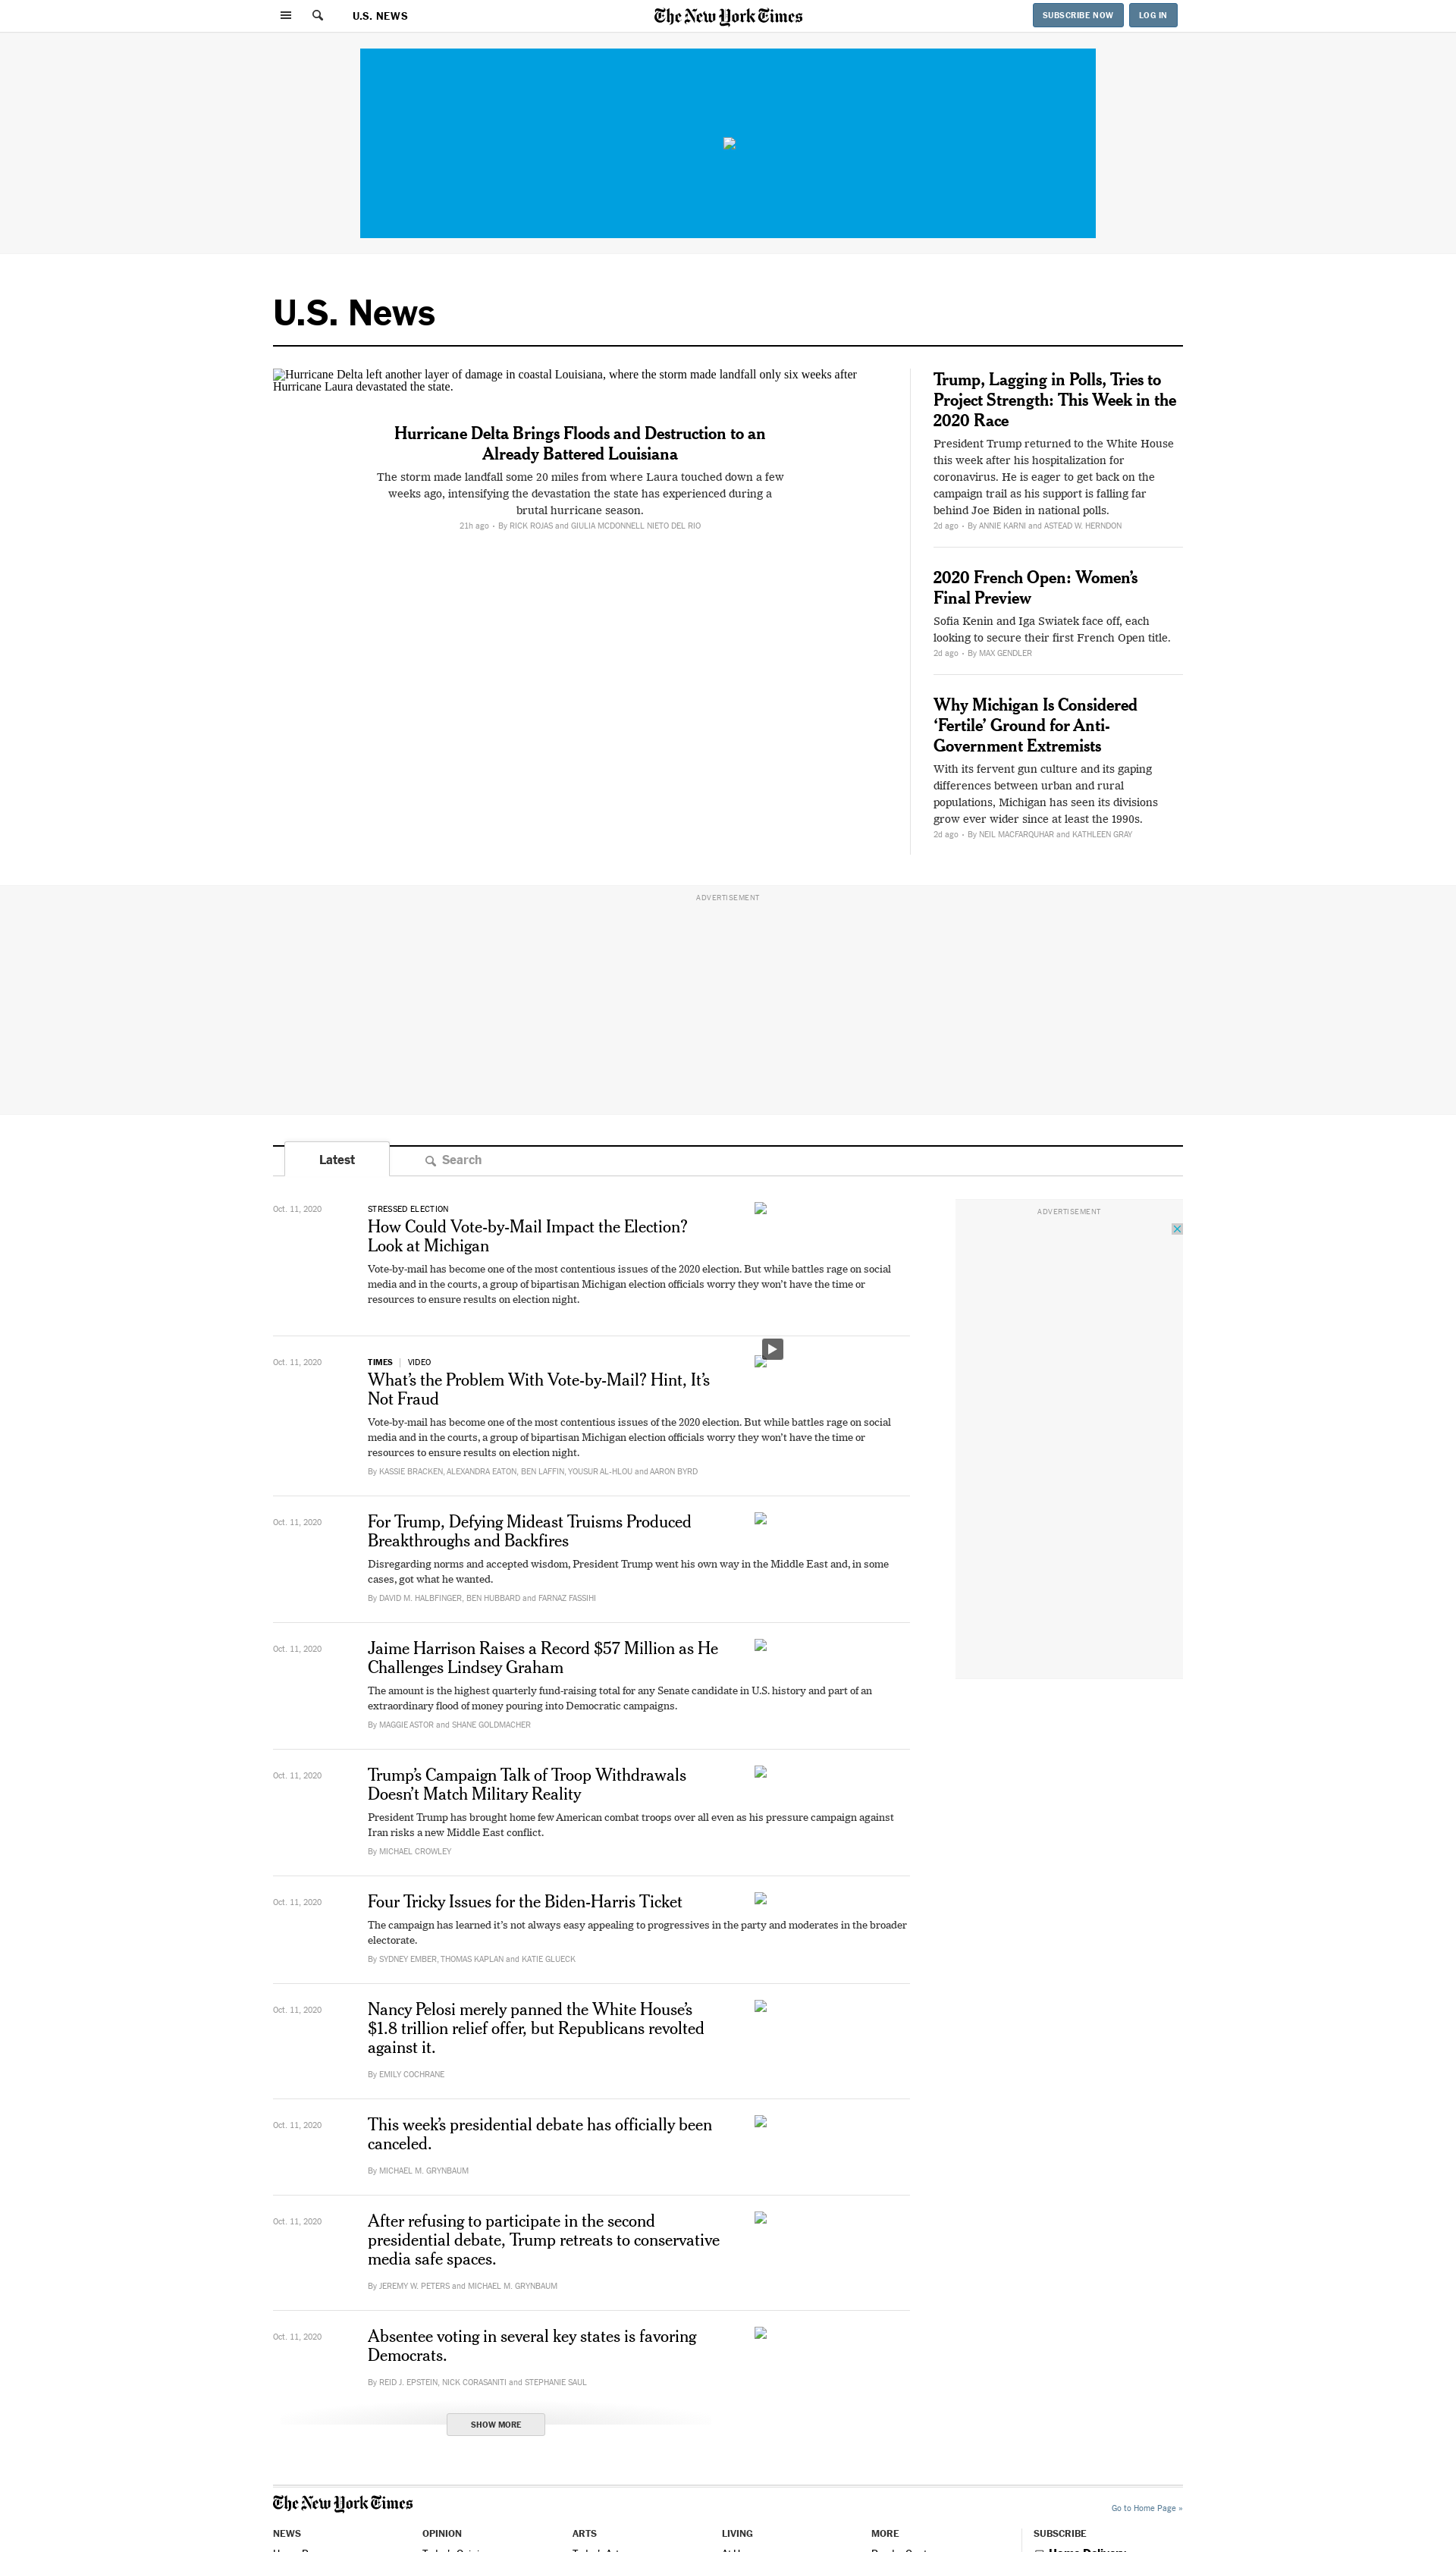 U.S. NEWS
The New York Times
SUBSCRIBE NOW
LOG IN
U.S. News
Hurricane Delta left another layer of damage in coastal Louisiana, where the storm made landfall only six weeks after
Hurricane Laura devastated the state.
Hurricane Delta Brings Floods and Destruction to an
Already Battered Louisiana
The storm made landfall some 20 miles from where Laura touched down a few
weeks ago, intensifying the devastation the state has experienced during a
brutal hurricane season.
21h ago • By RICK ROJAS and GIULIA MCDONNELL NIETO DEL RIO
Trump, Lagging in Polls, Tries to
Project Strength: This Week in the
2020 Race
President Trump returned to the White House
this week after his hospitalization for
coronavirus. He is eager to get back on the
campaign trail as his support is falling far
behind Joe Biden in national polls.
2d ago • By ANNIE KARNI and ASTEAD W. HERNDON
2020 French Open: Women’s
Final Preview
Sofia Kenin and Iga Swiatek face off, each
looking to secure their first French Open title.
2d ago • By MAX GENDLER
Why Michigan Is Considered
‘Fertile’ Ground for Anti-
Government Extremists
With its fervent gun culture and its gaping
differences between urban and rural
populations, Michigan has seen its divisions
grow ever wider since at least the 1990s.
2d ago • By NEIL MACFARQUHAR and KATHLEEN GRAY
ADVERTISEMENT
Latest
Search
ADVERTISEMENT
Oct. 11, 2020
STRESSED ELECTION
How Could Vote-by-Mail Impact the Election?
Look at Michigan
Vote-by-mail has become one of the most contentious issues of the 2020 election. But while battles rage on social
media and in the courts, a group of bipartisan Michigan election officials worry they won’t have the time or
resources to ensure results on election night.
Oct. 11, 2020
TIMES | VIDEO
What’s the Problem With Vote-by-Mail? Hint, It’s
Not Fraud
Vote-by-mail has become one of the most contentious issues of the 2020 election. But while battles rage on social
media and in the courts, a group of bipartisan Michigan election officials worry they won’t have the time or
resources to ensure results on election night.
By KASSIE BRACKEN, ALEXANDRA EATON, BEN LAFFIN, YOUSUR AL-HLOU and AARON BYRD
Oct. 11, 2020
For Trump, Defying Mideast Truisms Produced
Breakthroughs and Backfires
Disregarding norms and accepted wisdom, President Trump went his own way in the Middle East and, in some
cases, got what he wanted.
By DAVID M. HALBFINGER, BEN HUBBARD and FARNAZ FASSIHI
Oct. 11, 2020
Jaime Harrison Raises a Record $57 Million as He
Challenges Lindsey Graham
The amount is the highest quarterly fund-raising total for any Senate candidate in U.S. history and part of an
extraordinary flood of money pouring into Democratic campaigns.
By MAGGIE ASTOR and SHANE GOLDMACHER
Oct. 11, 2020
Trump’s Campaign Talk of Troop Withdrawals
Doesn’t Match Military Reality
President Trump has brought home few American combat troops over all even as his pressure campaign against
Iran risks a new Middle East conflict.
By MICHAEL CROWLEY
Oct. 11, 2020
Four Tricky Issues for the Biden-Harris Ticket
The campaign has learned it’s not always easy appealing to progressives in the party and moderates in the broader
electorate.
By SYDNEY EMBER, THOMAS KAPLAN and KATIE GLUECK
Oct. 11, 2020
Nancy Pelosi merely panned the White House’s
$1.8 trillion relief offer, but Republicans revolted
against it.
By EMILY COCHRANE
Oct. 11, 2020
This week’s presidential debate has officially been
canceled.
By MICHAEL M. GRYNBAUM
Oct. 11, 2020
After refusing to participate in the second
presidential debate, Trump retreats to conservative
media safe spaces.
By JEREMY W. PETERS and MICHAEL M. GRYNBAUM
Oct. 11, 2020
Absentee voting in several key states is favoring
Democrats.
By REID J. EPSTEIN, NICK CORASANITI and STEPHANIE SAUL
SHOW MORE
The New York Times
Go to Home Page »
NEWS
OPINION
ARTS
LIVING
MORE
SUBSCRIBE
Home Delivery